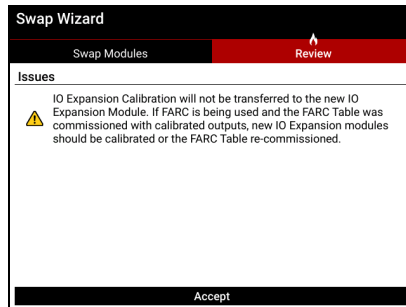 Swap Wizard
Swap Modules
Review
Issues
IO Expansion Calibration will not be transferred to the new IO
Expansion Module. If FARC is being used and the FARC Table was
commissioned with calibrated outputs, new IO Expansion modules
should be calibrated or the FARC Table re-commissioned.
Accept